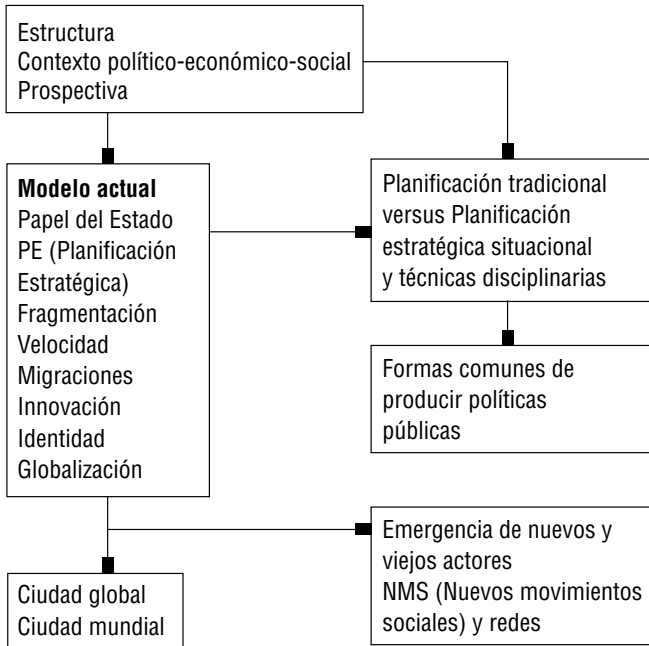 Estructura
Contexto político-económico-social
Prospectiva
Modelo actual
Papel del Estado
PE (Planificación
Estratégica)
Fragmentación
Velocidad
Migraciones
Innovación
Identidad
Globalización
Planificación tradicional
versus Planificación
estratégica situacional
y técnicas disciplinarias
Formas comunes de
producir políticas
públicas
Emergencia de nuevos y
viejos actores
NMS (Nuevos movimientos
sociales) y redes
Ciudad global
Ciudad mundial